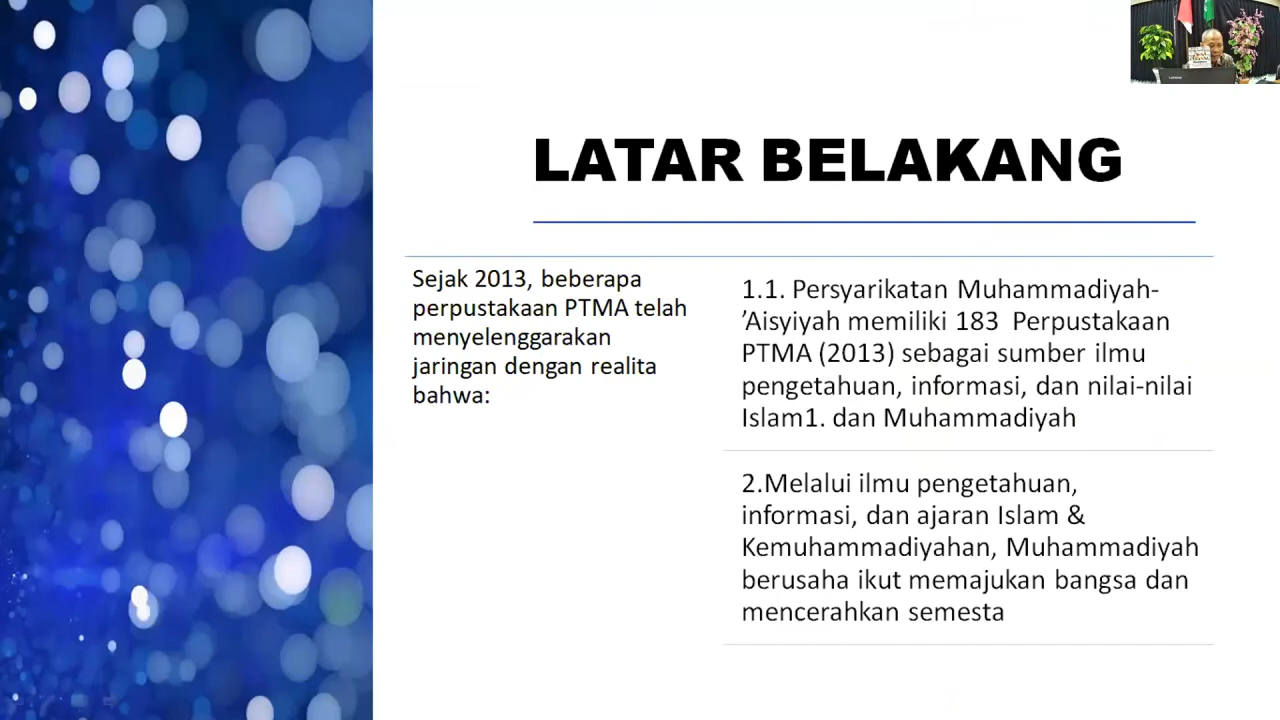 LATAR BELAKANG
Sejak 2013, beberapa
perpustakaan PTMA telah
menyelenggarakan
jaringan dengan realita
bahwa:
1.1. Persyarikatan Muhammadiyah-
’Aisyiyah memiliki 183 Perpustakaan
PTMA (2013) sebagai sumber ilmu
pengetahuan, informasi, dan nilai-nilai
Islam1. dan Muhammadiyah
2.Melalui ilmu pengetahuan,
informasi, dan ajaran Islam &
Kemuhammadiyahan, Muhammadiyah
berusaha ikut memajukan bangsa dan
mencerahkan semesta